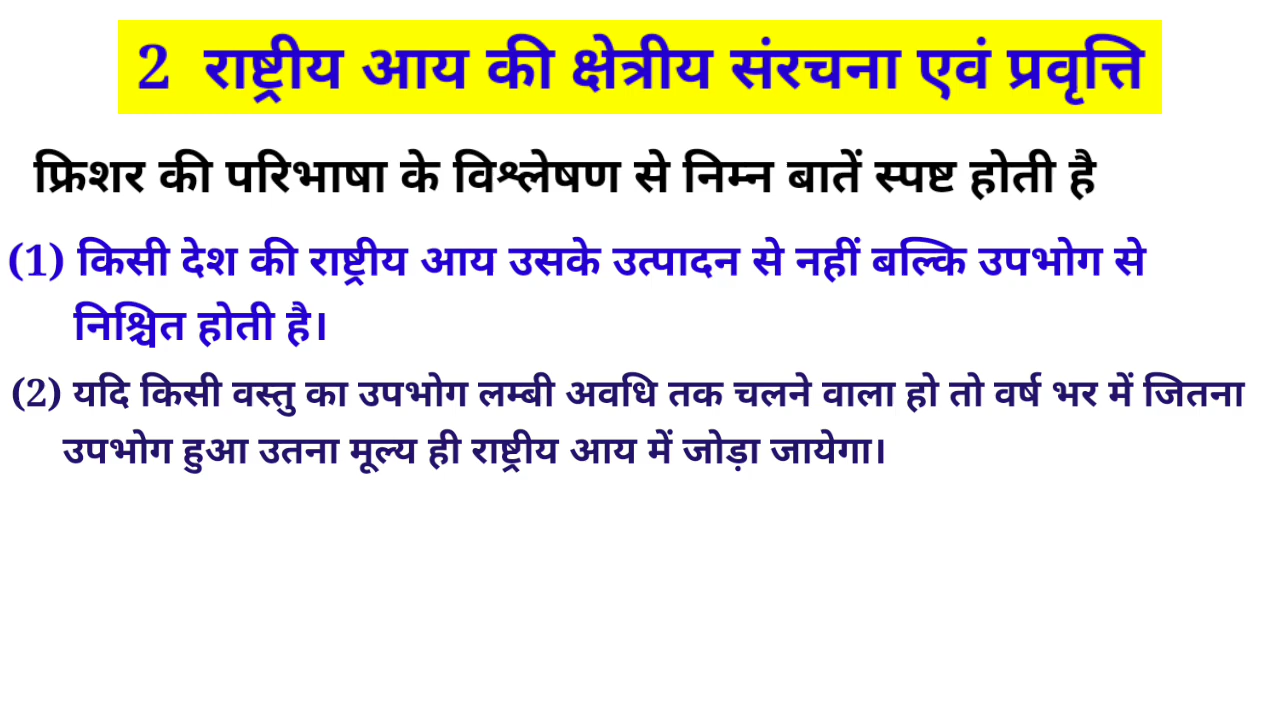 2 राष्ट्रीय आय की क्षेत्रीय संरचना एवं प्रवृत्ति
फ्रिशर की परिभाषा के विश्लेषण से निम्न बातें स्पष्ट होती है
(1) किसी देश की राष्ट्रीय आय उसके उत्पादन से नहीं बल्कि उपभोग से
निश्चित होती है।
(2) यदि किसी वस्तु का उपभोग लम्बी अवधि तक चलने वाला हो तो वर्ष भर में जितना
उपभोग हुआ उतना मूल्य ही राष्ट्रीय आय में जोड़ा जायेगा।